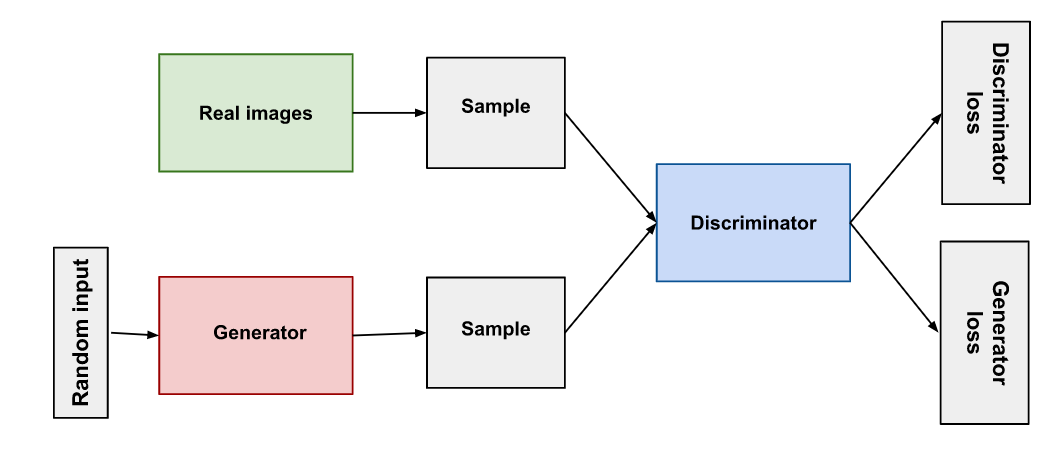 Real images
Sample
Discriminator
loss
Discriminator
Random input
Generator
Sample
Generator
loss